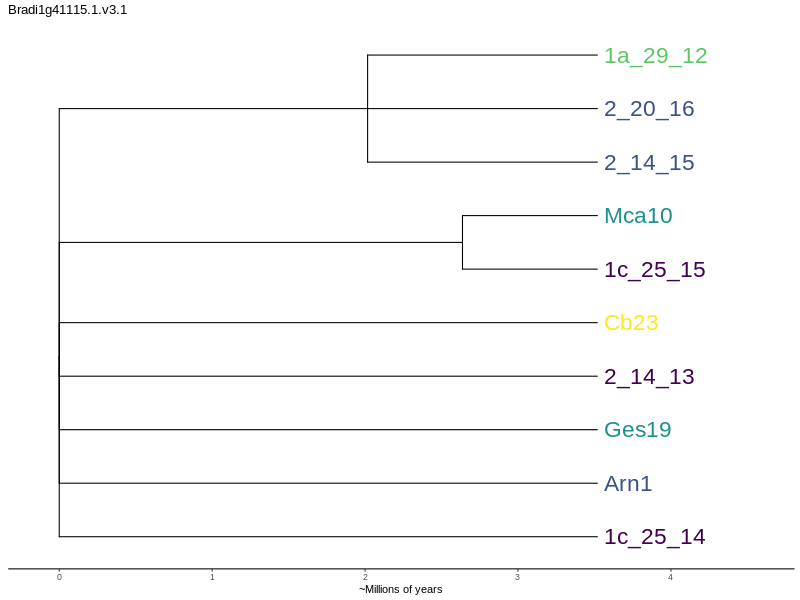 Bradi1g41115.1.v3.1
1a_29_12
2_20_16
2_14_15
Mca10
1c_25_15
Cb23
2_14_13
Ges19
Arn1
1c_25_14
0 1 2 3 4
~Millions of years